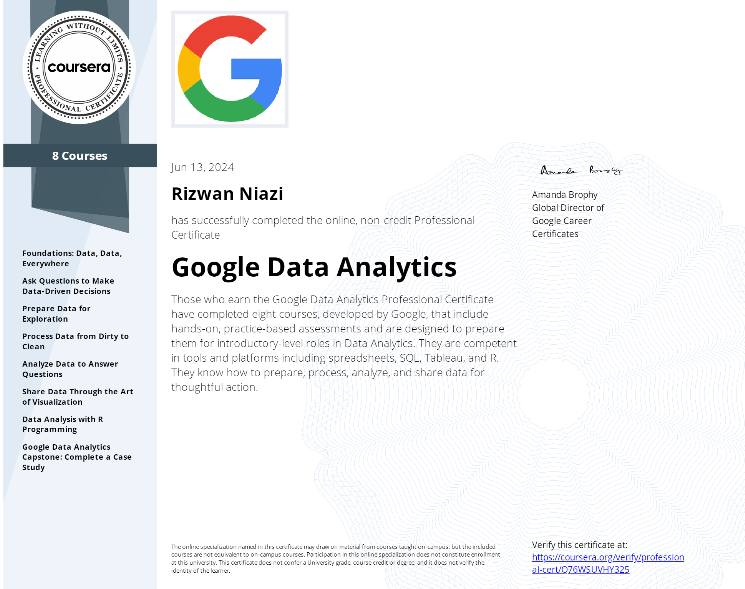 LEARNING WITHOUT LIMITS
coursera
PROFESSIONAL CERTIFICATE
8 Courses
Foundations: Data, Data,
Everywhere
Ask Questions to Make
Data-Driven Decisions
Prepare Data for
Exploration
Process Data from Dirty to
Clean
Analyze Data to Answer
Questions
Share Data Through the Art
of Visualization
Data Analysis with R
Programming
Google Data Analytics
Capstone: Complete a Case
Study
G
Jun 13, 2024
Rizwan Niazi
has successfully completed the online, non-credit Professional
Certificate
Google Data Analytics
Those who earn the Google Data Analytics Professional Certificate
have completed eight courses, developed by Google, that include
hands-on, practice-based assessments and are designed to prepare
them for introductory-level roles in Data Analytics. They are competent
in tools and platforms including spreadsheets, SQL, Tableau, and R.
They know how to prepare, process, analyze, and share data for
thoughtful action.
Amanda Brophy
Amanda Brophy
Global Director of
Google Career
Certificates
The online specialization named in this certificate may draw on material from courses taught on-campus, but the included
courses are not equivalent to on-campus courses. Participation in this online specialization does not constitute enrollment
at this university. This certificate does not confer a University grade, course credit or degree, and it does not verify the
identity of the learner.
Verify this certificate at:
https://coursera.org/verify/profession
al-cert/Q76WSUVHY325